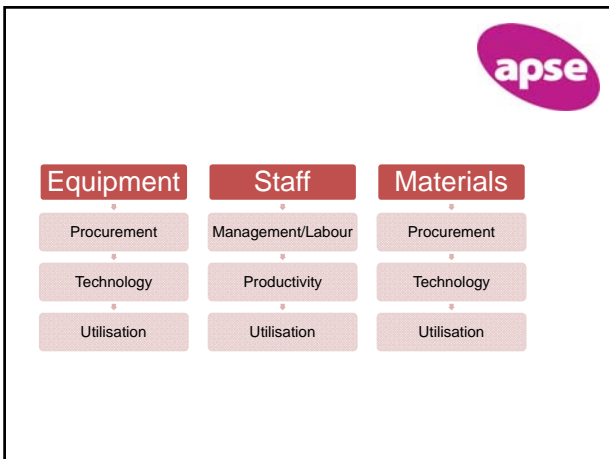 apse
Equipment Staff Materials
Procurement Management/Labour Procurement
Technology Productivity Technology
Utilisation Utilisation Utilisation